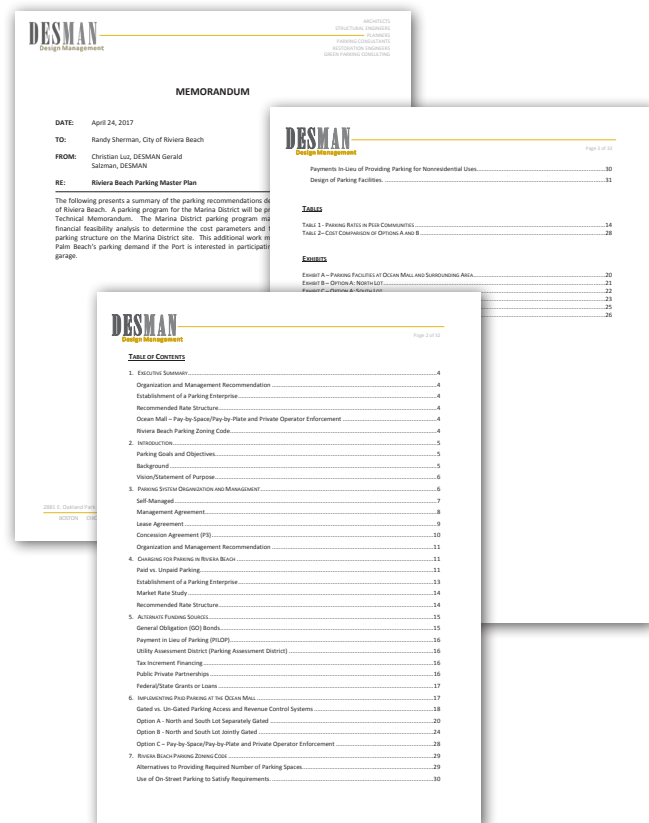 DESMAN
Design Management
ARCHITECTS
STRUCTURAL ENGINEERS
PLANNERS
PARKING CONSULTANTS
RESTORATION ENGINEERS
GREEN PARKING CONSULTING
MEMORANDUM
DATE: April 24, 2017
TO: Randy Sherman, City of Riviera Beach
FROM: Christian Luz, DESMAN Gerald
Salzman, DESMAN
RE: Riviera Beach Parking Master Plan
The following presents a summary of the parking recommendations de
of Riviera Beach. A parking program for the Marina District will be pr
Technical Memorandum. The Marina District parking program ma
financial feasibility analysis to determine the cost parameters and f
parking structure on the Marina District site. This additional work m
Palm Beach's parking demand if the Port is interested in participatin
garage.
2881 E. Oakland Park
BOSTON
DESMAN
Design Management
Payments In-Lieu of Providing Parking for Nonresidential Uses 30
Design of Parking Facilities. 31
TABLES
TABLE 1 - PARKING RATES IN PEER COMMUNITIES 14
TABLE 2– COST COMPARISON OF OPTIONS A AND B 28
EXHIBITS
EXHIBIT A – PARKING FACILITIES AT OCEAN MALL AND SURROUNDING AREA 20
EXHIBIT B – OPTION A: NORTH LOT 21
EXHIBIT C – OPTION A: SOUTH LOT 22
23
25
26
DESMAN
Design Management
Page 2 of 32
TABLE OF CONTENTS
1. EXECUTIVE SUMMARY 4
Organization and Management Recommendation 4
Establishment of a Parking Enterprise 4
Recommended Rate Structure 4
Ocean Mall – Pay-by-Space/Pay-by-Plate and Private Operator Enforcement 4
Riviera Beach Parking Zoning Code 4
2. INTRODUCTION 5
Parking Goals and Objectives 5
Background 5
Vision/Statement of Purpose 6
3. PARKING SYSTEM ORGANIZATION AND MANAGEMENT 6
Self-Managed 7
Management Agreement 8
Lease Agreement 9
Concession Agreement (P3) 10
Organization and Management Recommendation 11
4. CHARGING FOR PARKING IN RIVIERA BEACH 11
Paid vs. Unpaid Parking 11
Establishment of a Parking Enterprise 13
Market Rate Study 14
Recommended Rate Structure 14
5. ALTERNATE FUNDING SOURCES 15
General Obligation (GO) Bonds 15
Payment in Lieu of Parking (PILOP) 16
Utility Assessment District (Parking Assessment District) 16
Tax Increment Financing 16
Public Private Partnerships 16
Federal/State Grants or Loans 17
6. IMPLEMENTING PAID PARKING AT THE OCEAN MALL 17
Gated vs. Un-Gated Parking Access and Revenue Control Systems 18
Option A - North and South Lot Separately Gated 20
Option B - North and South Lot Jointly Gated 24
Option C – Pay-by-Space/Pay-by-Plate and Private Operator Enforcement 28
7. RIVIERA BEACH PARKING ZONING CODE 29
Alternatives to Providing Required Number of Parking Spaces 29
Use of On-Street Parking to Satisfy Requirements. 30